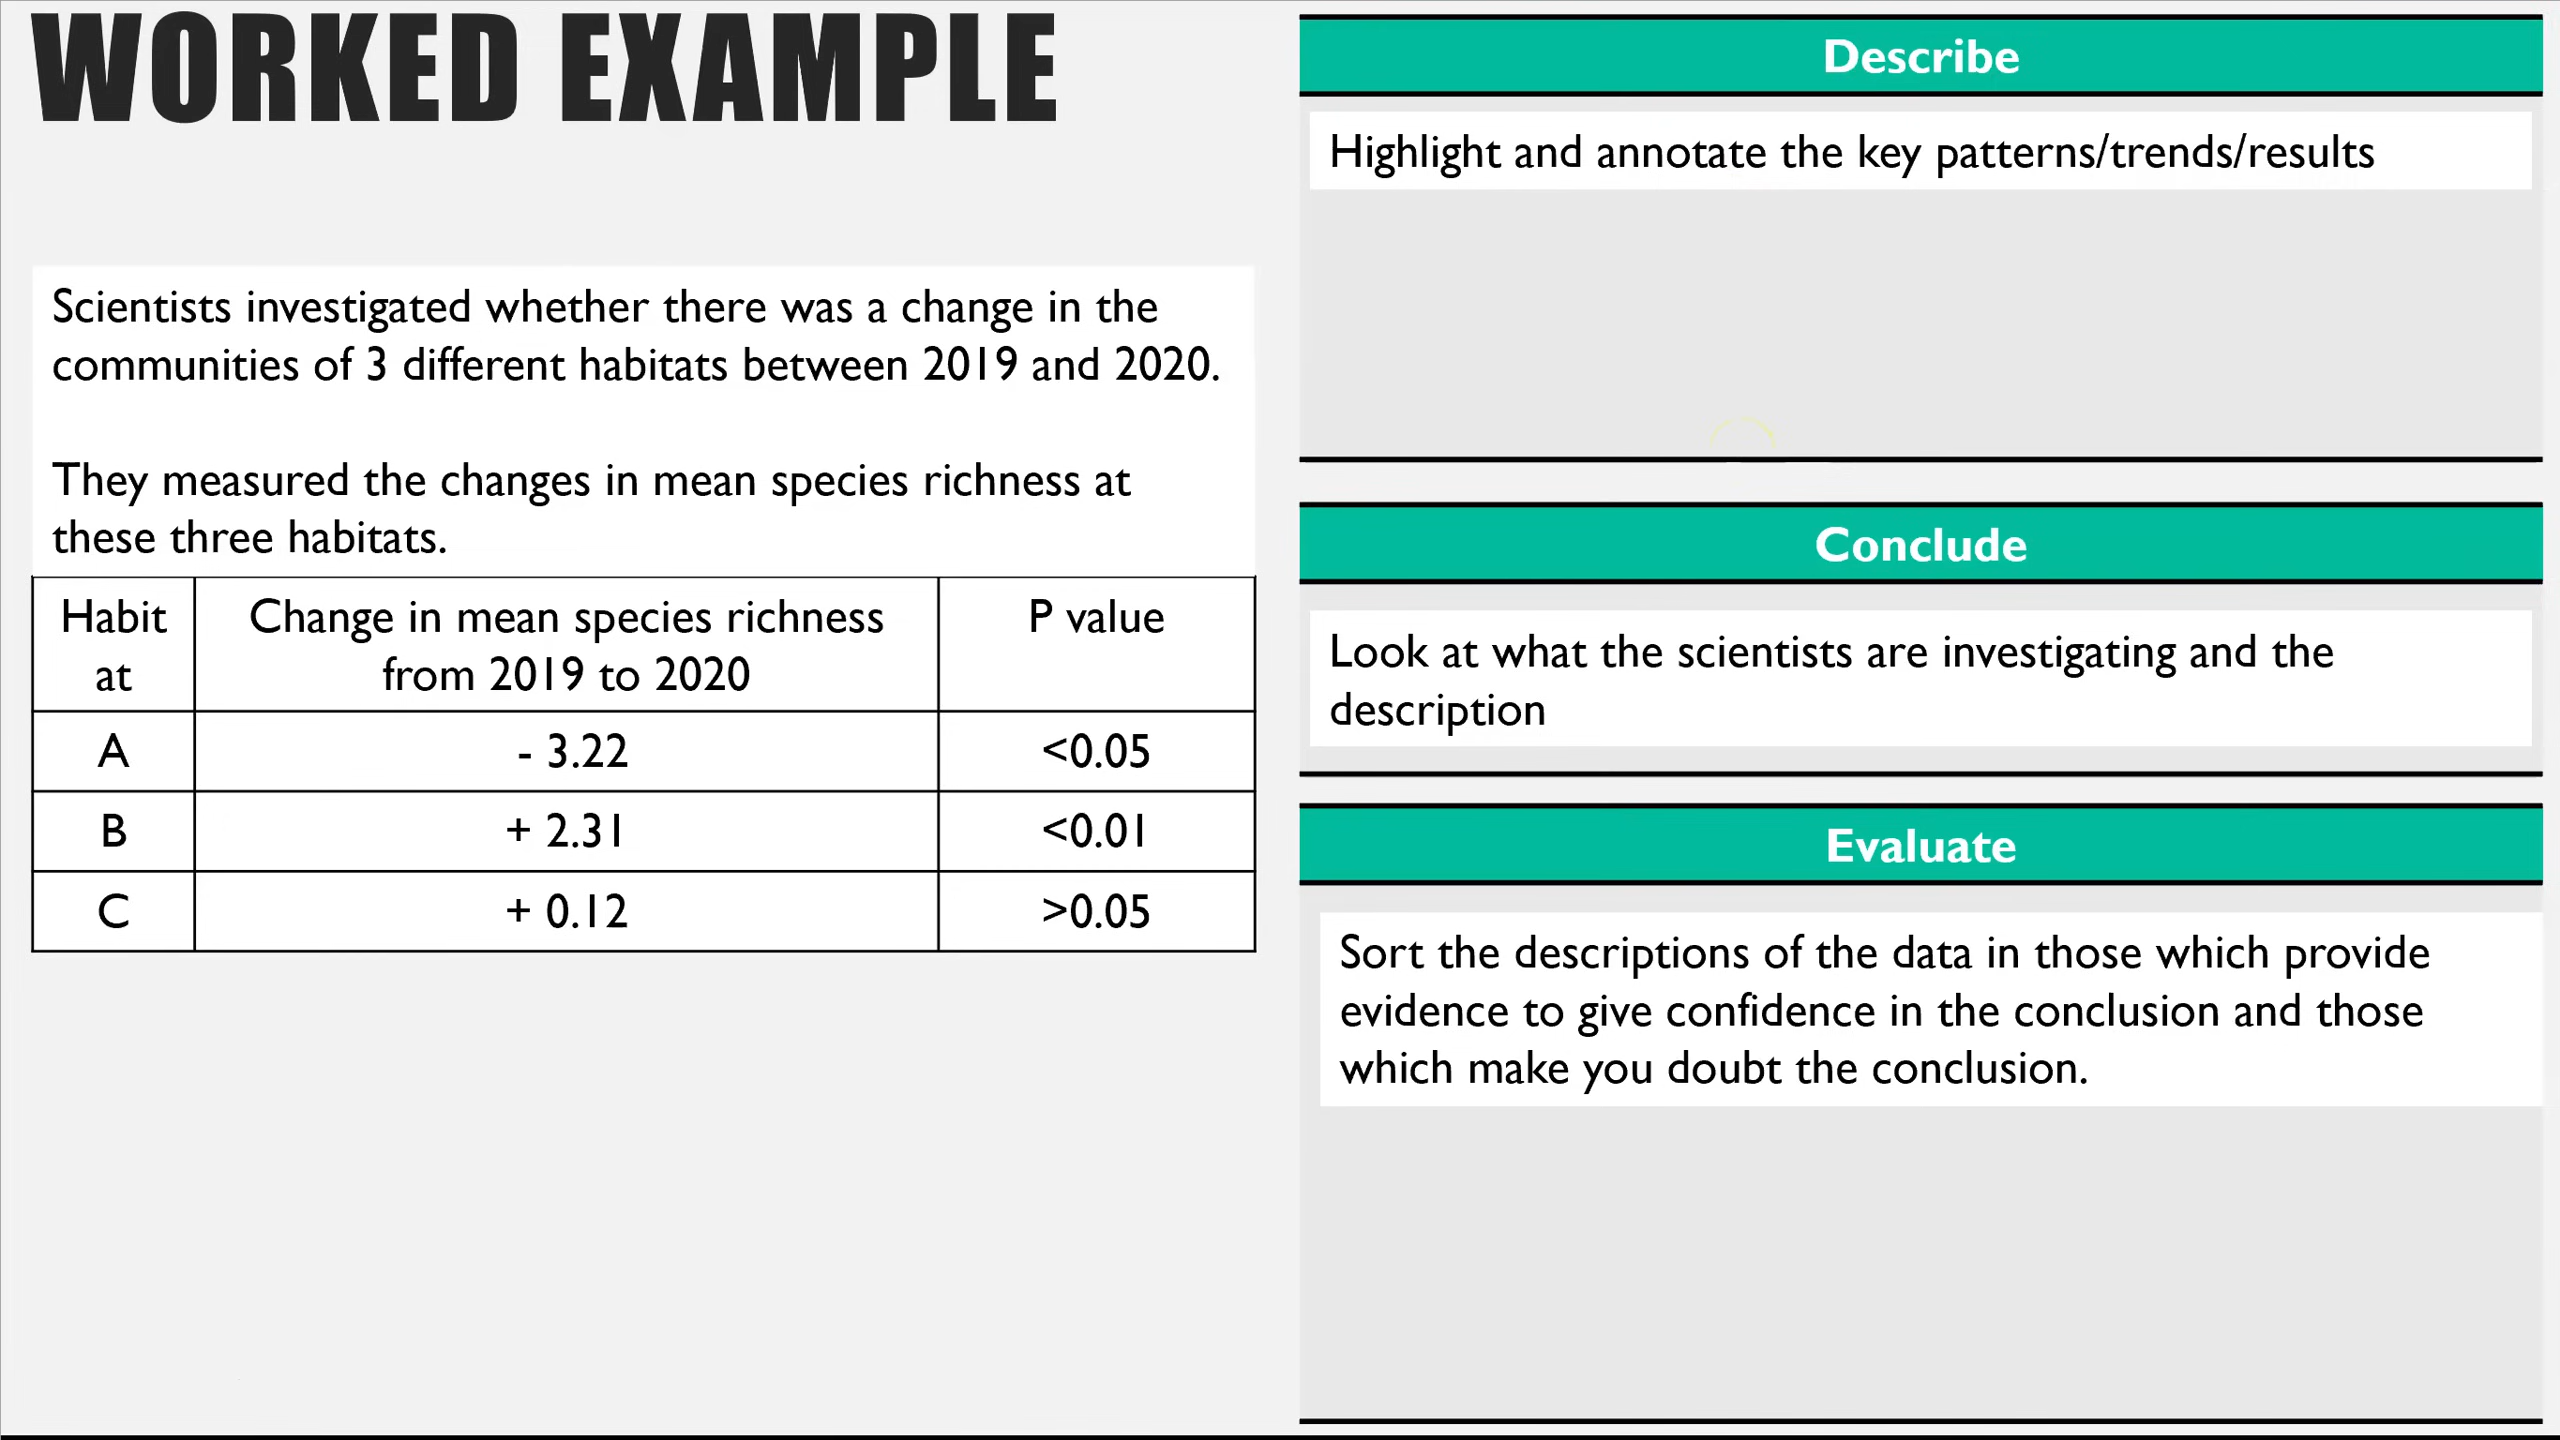 WORKED EXAMPLE
Scientists investigated whether there was a change in the
communities of 3 different habitats between 2019 and 2020.
They measured the changes in mean species richness at
these three habitats.
Habit
at
Change in mean species richness
from 2019 to 2020
P value
A
- 3.22
<0.05
B
+ 2.31
<0.01
C
+ 0.12
>0.05
Describe
Highlight and annotate the key patterns/trends/results
Conclude
Look at what the scientists are investigating and the
description
Evaluate
Sort the descriptions of the data in those which provide
evidence to give confidence in the conclusion and those
which make you doubt the conclusion.